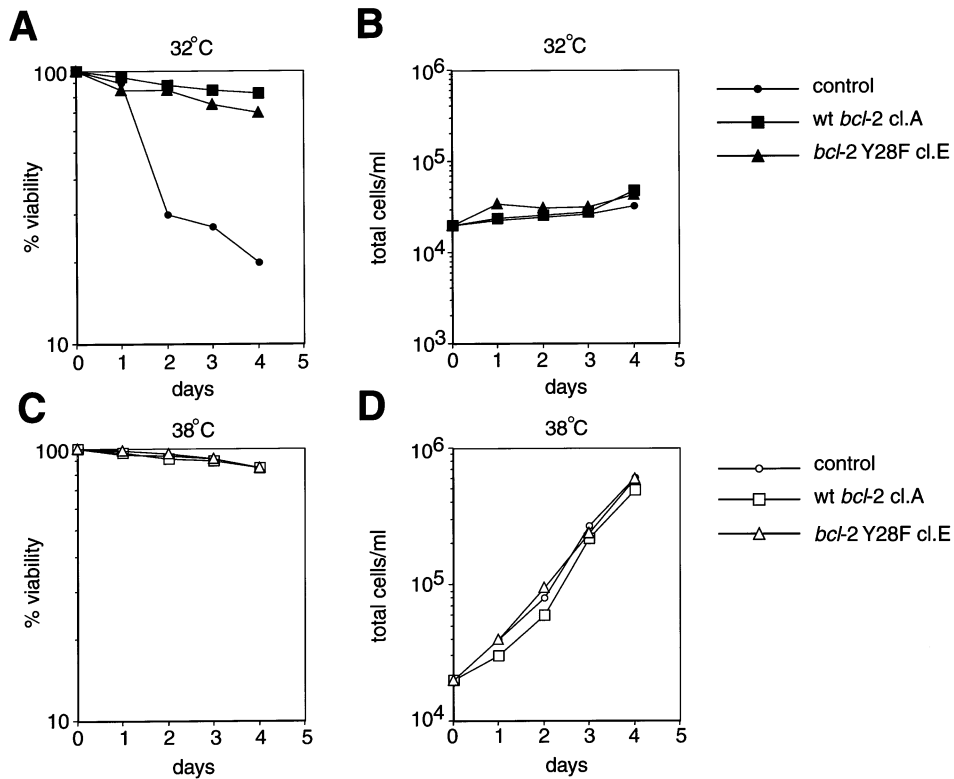 A
32°C
100
10
% viability
0 1 2 3 4 5
days
B
32°C
10⁶
10⁵
10⁴
10³
total cells/ml
0 1 2 3 4 5
days
control
wt bcl-2 cl.A
bcl-2 Y28F cl.E
C
38°C
100
10
% viability
0 1 2 3 4 5
days
D
38°C
10⁶
10⁵
10⁴
total cells/ml
0 1 2 3 4 5
days
control
wt bcl-2 cl.A
bcl-2 Y28F cl.E